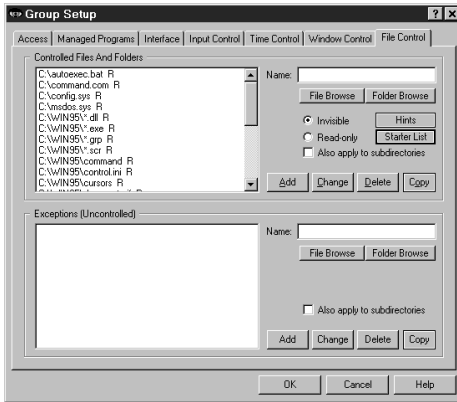 Group Setup
Access Managed Programs Interface Input Control Time Control Window Control File Control
Controlled Files And Folders
C:\autoexec.bat R
C:\command.com R
C:\config.sys R
C:\msdos.sys R
C:\WIN95\*.dll R
C:\WIN95\*.exe R
C:\WIN95\*.grp R
C:\WIN95\*.scr R
C:\WIN95\command R
C:\WIN95\control.ini R
C:\WIN95\cursors R
Name:
File Browse Folder Browse
Invisible Hints
Read-only Starter List
Also apply to subdirectories
Add Change Delete Copy
Exceptions (Uncontrolled)
Name:
File Browse Folder Browse
Also apply to subdirectories
Add Change Delete Copy
OK Cancel Help